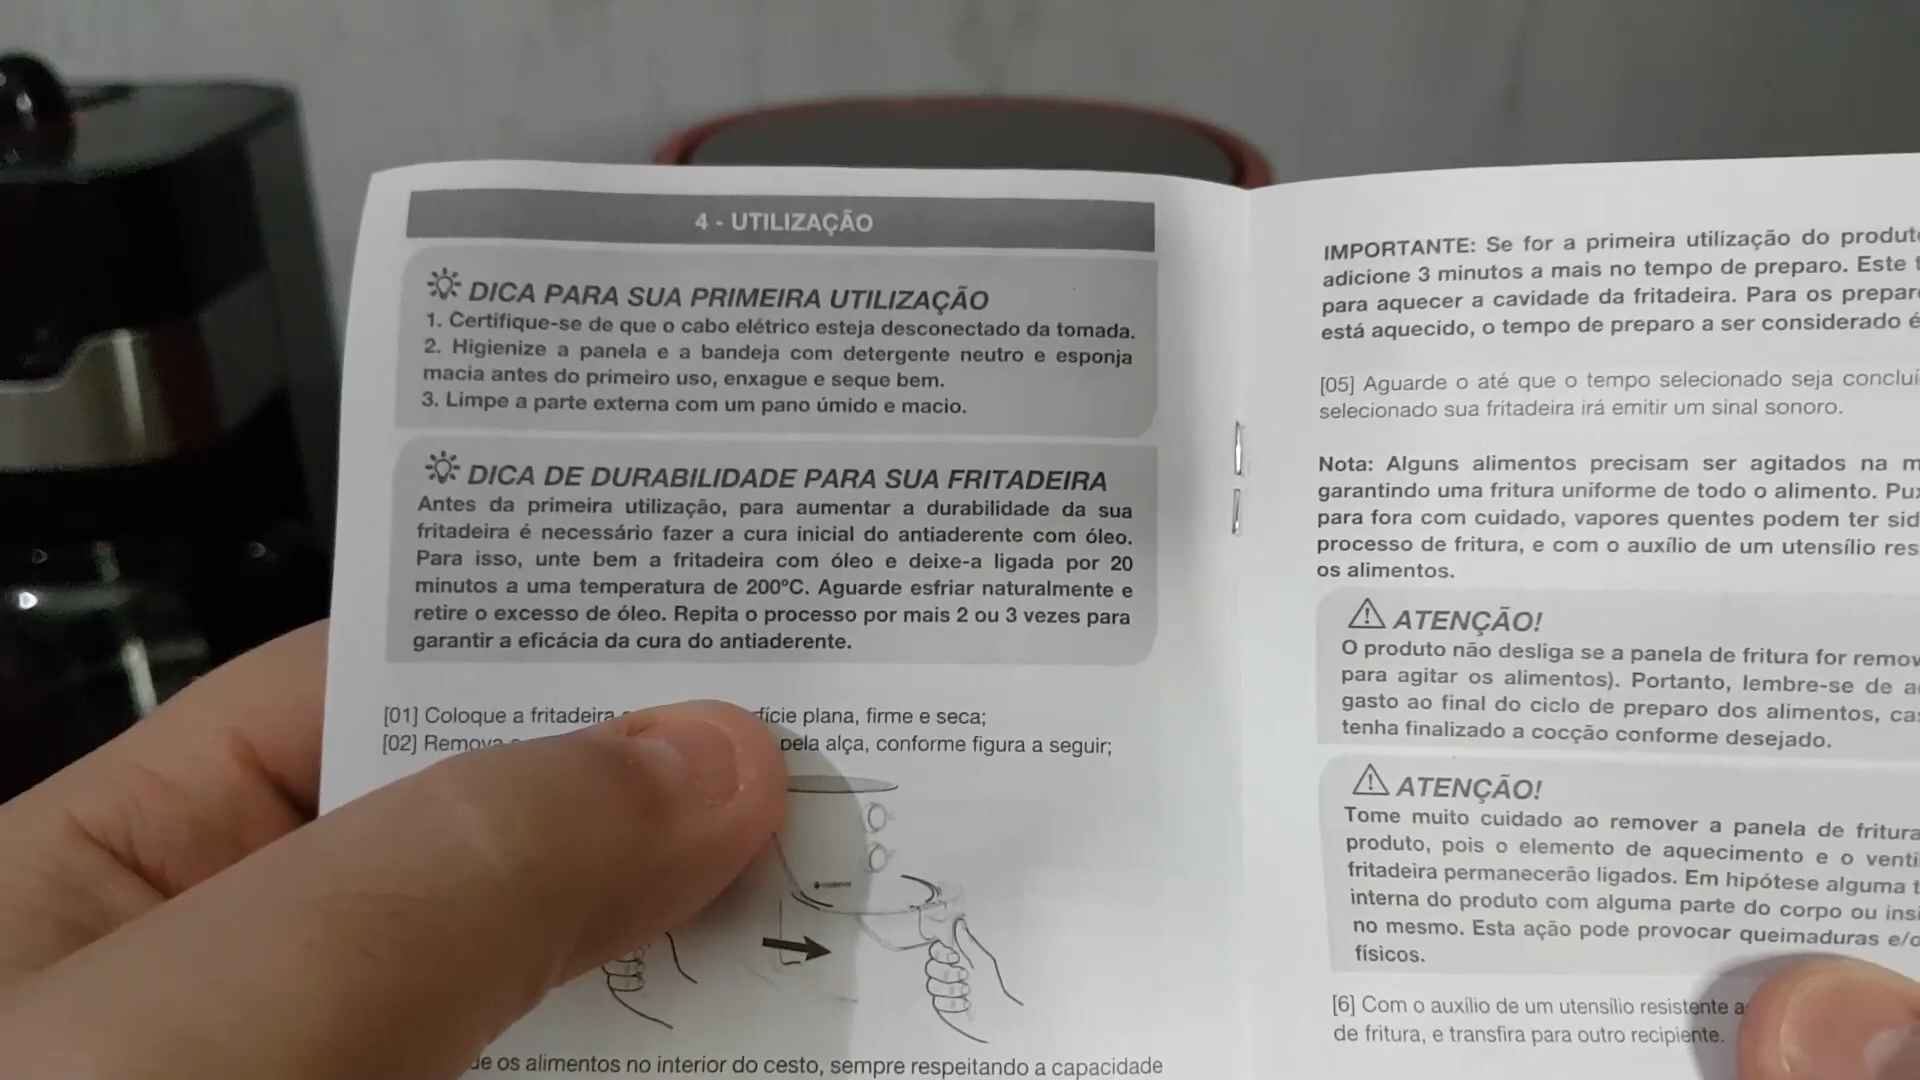 4 - UTILIZAÇÃO
DICA PARA SUA PRIMEIRA UTILIZAÇÃO
1. Certifique-se de que o cabo elétrico esteja desconectado da tomada.
2. Higienize a panela e a bandeja com detergente neutro e esponja
macia antes do primeiro uso, enxague e seque bem.
3. Limpe a parte externa com um pano úmido e macio.
DICA DE DURABILIDADE PARA SUA FRITADEIRA
Antes da primeira utilização, para aumentar a durabilidade da sua
fritadeira é necessário fazer a cura inicial do antiaderente com óleo.
Para isso, unte bem a fritadeira com óleo e deixe-a ligada por 20
minutos a uma temperatura de 200ºC. Aguarde esfriar naturalmente e
retire o excesso de óleo. Repita o processo por mais 2 ou 3 vezes para
garantir a eficácia da cura do antiaderente.
[01] Coloque a fritadeira plana, firme e seca;
[02] Remova pela alça, conforme figura a seguir;
os alimentos no interior do cesto, sempre respeitando a capacidade
IMPORTANTE: Se for a primeira utilização do
adicione 3 minutos a mais no tempo de preparo. Este
para aquecer a cavidade da fritadeira. Para os
está aquecido, o tempo de preparo a ser considerado é
[05] Aguarde o até que o tempo selecionado seja
selecionado sua fritadeira irá emitir um sinal sonoro.
Nota: Alguns alimentos precisam ser agitados na
garantindo uma fritura uniforme de todo o alimento.
para fora com cuidado, vapores quentes podem ter
processo de fritura, e com o auxílio de um utensílio
os alimentos.
ATENÇÃO!
O produto não desliga se a panela de fritura for
para agitar os alimentos). Portanto, lembre-se de
gasto ao final do ciclo de preparo dos alimentos,
tenha finalizado a cocção conforme desejado.
ATENÇÃO!
Tome muito cuidado ao remover a panela de fritura
produto, pois o elemento de aquecimento e o
fritadeira permanecerão ligados. Em hipótese alguma
interna do produto com alguma parte do corpo ou
no mesmo. Esta ação pode provocar queimaduras
físicos.
[6] Com o auxílio de um utensílio resistente
de fritura, e transfira para outro recipiente.